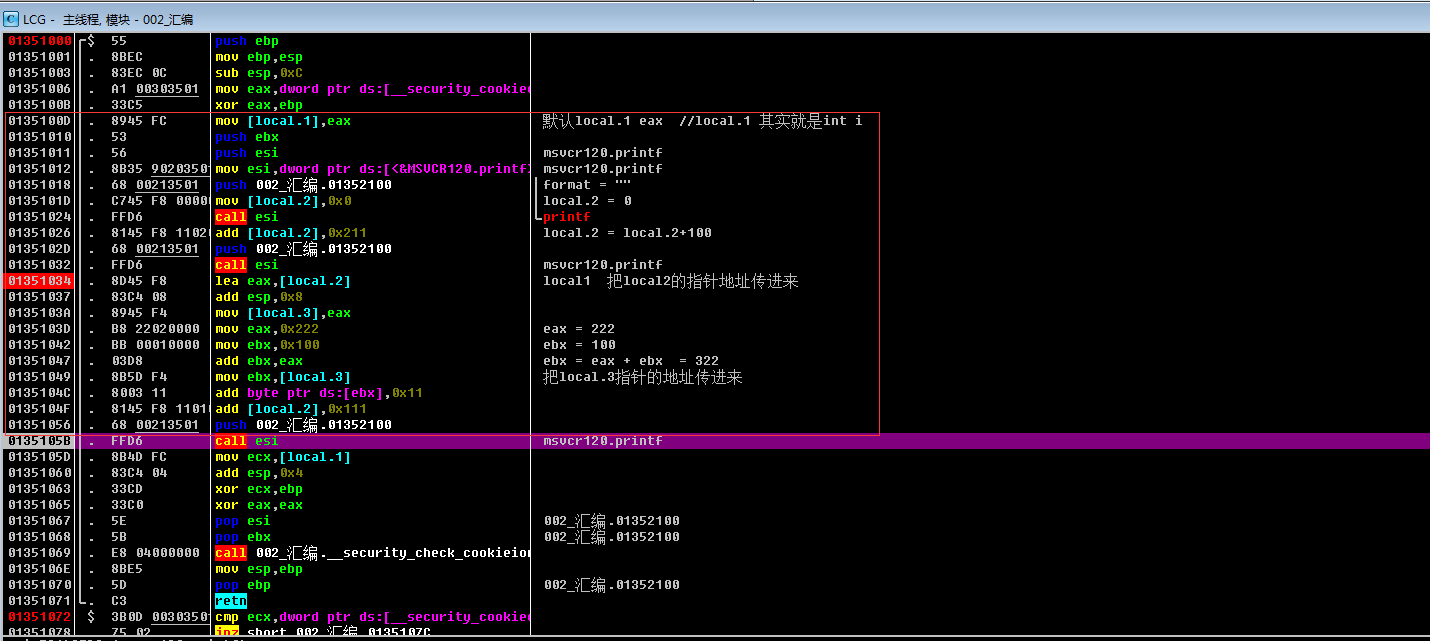 LCG - 主线程, 模块 - 002_汇编
01351000 $ 55 push ebp
01351001 . 8BEC mov ebp,esp
01351003 . 83EC 0C sub esp,0xC
01351006 . A1 00303501 mov eax,dword ptr ds:[__security_cookie
0135100B . 33C5 xor eax,ebp
0135100D . 8945 FC mov [local.1],eax 默认local.1 eax //local.1 其实就是int i
01351010 . 53 push ebx
01351011 . 56 push esi msvcr120.printf
01351012 . 8B35 90203501 mov esi,dword ptr ds:[<&MSVCR120.printf> msvcr120.printf
01351018 . 68 00213501 push 002_汇编.01352100 format = ""
0135101D . C745 F8 00000 mov [local.2],0x0 local.2 = 0
01351024 . FFD6 call esi printf
01351026 . 8145 F8 11020 add [local.2],0x211 local.2 = local.2+100
0135102D . 68 00213501 push 002_汇编.01352100
01351032 . FFD6 call esi msvcr120.printf
01351034 . 8D45 F8 lea eax,[local.2] local1 把local2的指针地址传进来
01351037 . 83C4 08 add esp,0x8
0135103A . 8945 F4 mov [local.3],eax
0135103D . B8 22020000 mov eax,0x222 eax = 222
01351042 . BB 00010000 mov ebx,0x100 ebx = 100
01351047 . 03D8 add ebx,eax ebx = eax + ebx = 322
01351049 . 8B5D F4 mov ebx,[local.3] 把local.3指针的地址传进来
0135104C . 8003 11 add byte ptr ds:[ebx],0x11
0135104F . 8145 F8 11010 add [local.2],0x111
01351056 . 68 00213501 push 002_汇编.01352100
0135105B . FFD6 call esi msvcr120.printf
0135105D . 8B4D FC mov ecx,[local.1]
01351060 . 83C4 04 add esp,0x4
01351063 . 33CD xor ecx,ebp
01351065 . 33C0 xor eax,eax
01351067 . 5E pop esi 002_汇编.01352100
01351068 . 5B pop ebx 002_汇编.01352100
01351069 . E8 04000000 call 002_汇编.__security_check_cookieion
0135106E . 8BE5 mov esp,ebp
01351070 . 5D pop ebp 002_汇编.01352100
01351071 . C3 retn
01351072 $ 3B0D 00303501 cmp ecx,dword ptr ds:[__security_cookie
01351078 . 75 02 jnz short 002_汇编.0135107C